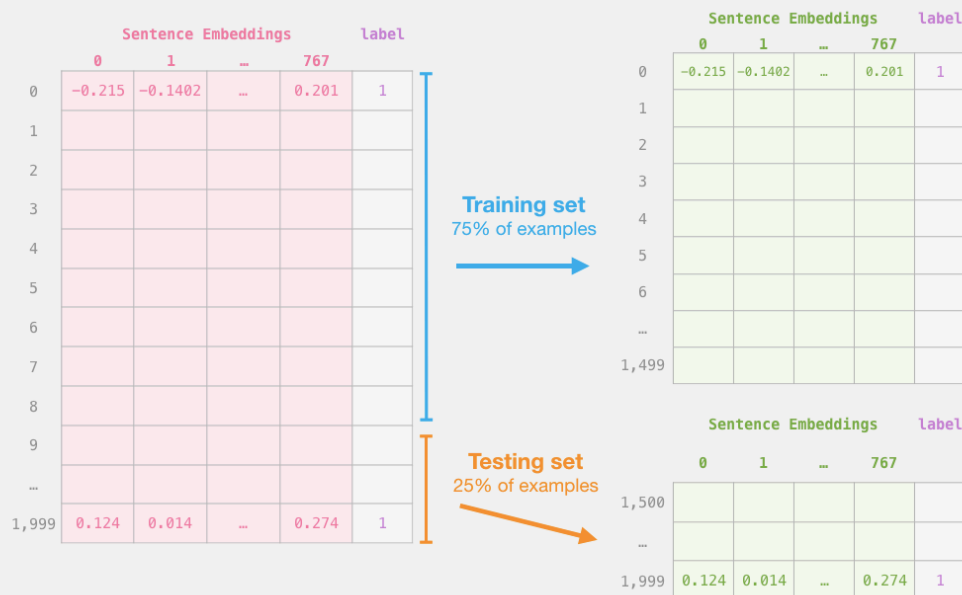 Sentence Embeddings label
0 1 … 767
0 -0.215 -0.1402 … 0.201 1
1
2
3
4
5
6
7
8
9
…
1,999 0.124 0.014 … 0.274 1
Training set
75% of examples
Testing set
25% of examples
Sentence Embeddings label
0 1 … 767
0 -0.215 -0.1402 … 0.201 1
1
2
3
4
5
6
…
1,499
Sentence Embeddings label
0 1 … 767
1,500
…
1,999 0.124 0.014 … 0.274 1